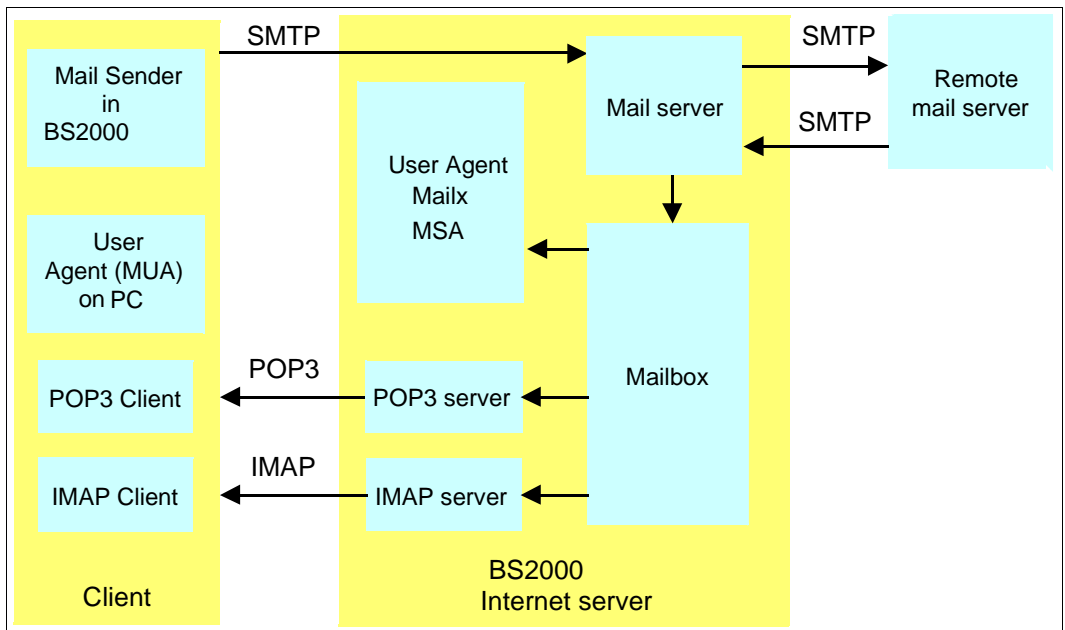 SMTP
SMTP
Mail Sender
in
BS2000
Mail server
Remote
mail server
SMTP
User Agent
Mailx
MSA
User
Agent (MUA)
on PC
POP3
Mailbox
POP3 Client
POP3 server
IMAP
IMAP Client
IMAP server
BS2000
Internet server
Client